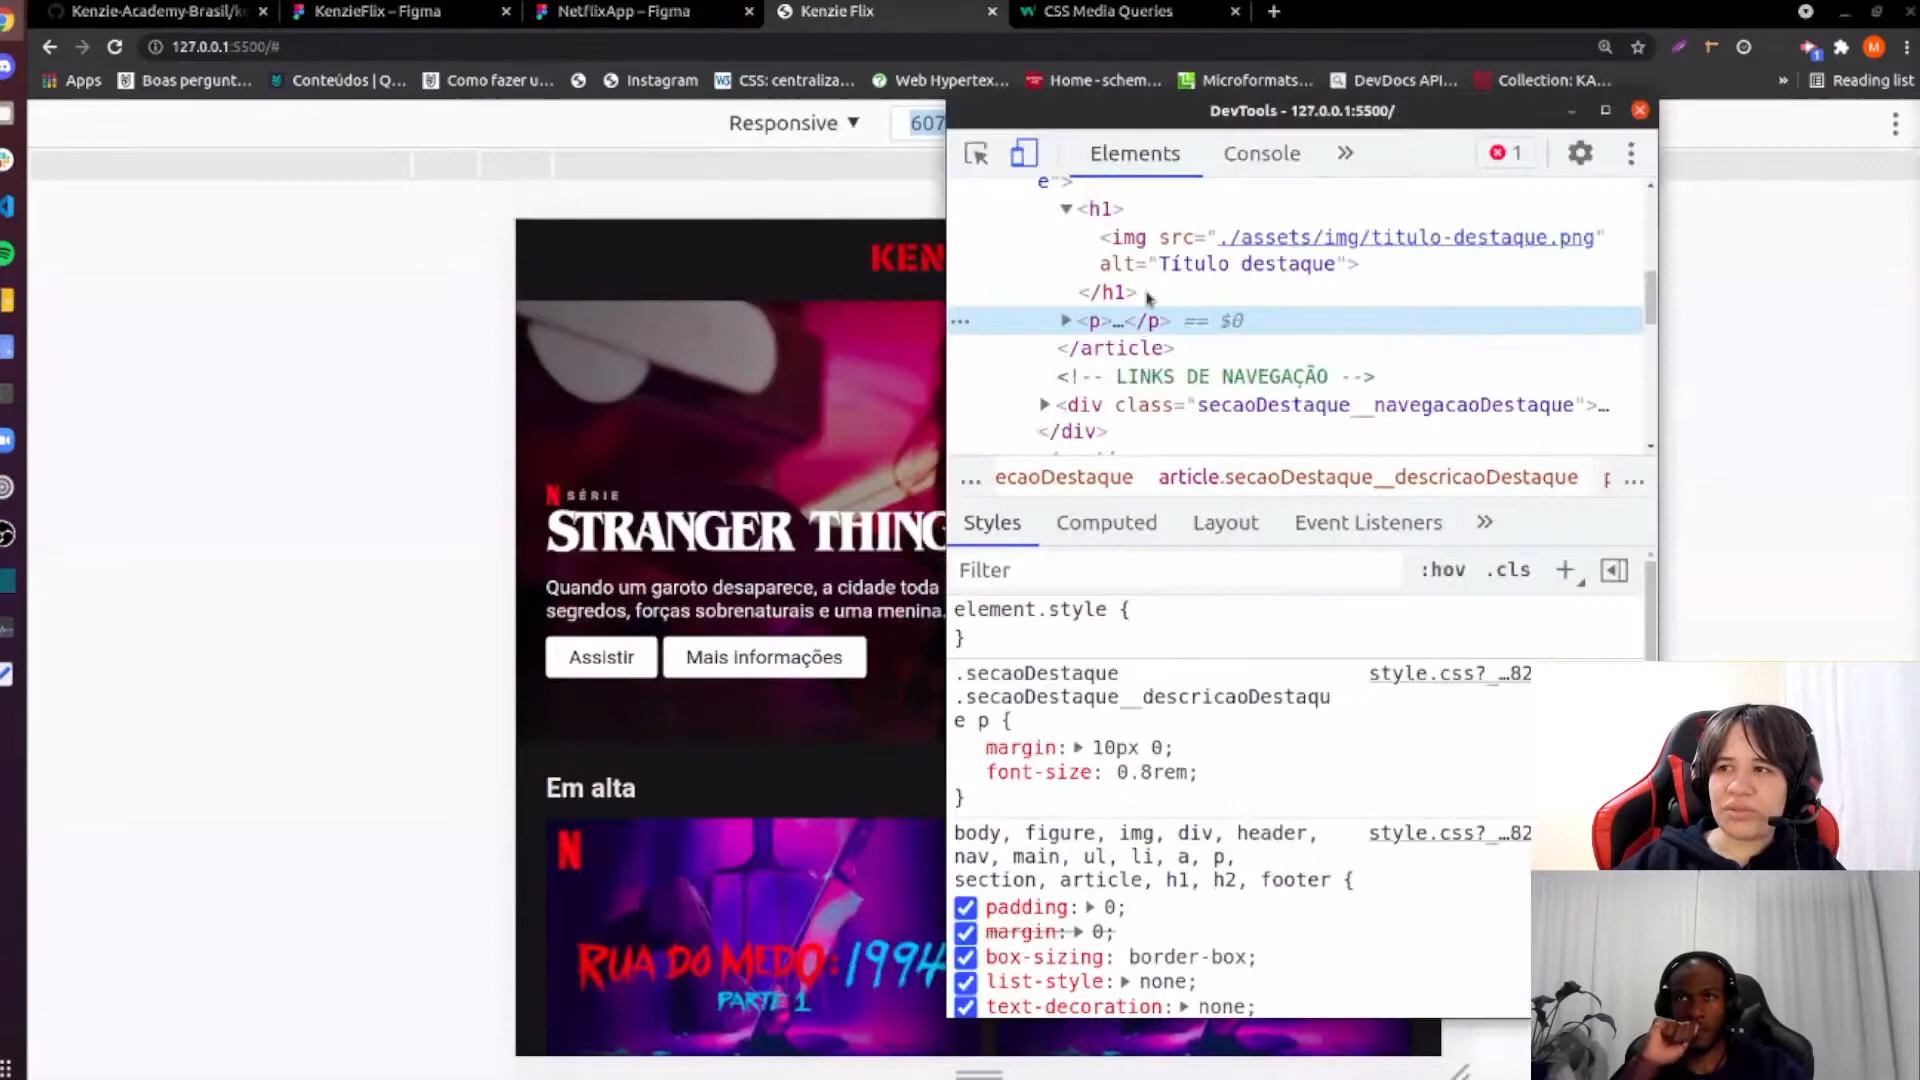 Kenzie-Academy-Brasil/ke
KenzieFlix – Figma
NetflixApp – Figma
Kenzie Flix
CSS Media Queries
127.0.0.1:5500/#
M
Apps
Boas pergunt...
Conteúdos | Q...
Como fazer u...
Instagram
CSS: centraliza...
Web Hypertex...
Home - schem...
Microformats...
DevDocs API...
Collection: KA...
»
Reading list
Responsive ▼
607
DevTools - 127.0.0.1:5500/
Elements
Console
»
1
e">
▼<h1>
<img src="./assets/img/titulo-destaque.png"
alt="Título destaque">
</h1>
... ▶<p>…</p> == $0
</article>
<!-- LINKS DE NAVEGAÇÃO -->
▶<div class="secaoDestaque__navegacaoDestaque">…
</div>
... ecaoDestaque article.secaoDestaque__descricaoDestaque ...
Styles
Computed
Layout
Event Listeners
»
Filter
:hov
.cls
+
element.style {
}
.secaoDestaque
style.css?_…82
.secaoDestaque__descricaoDestaqu
e p {
margin: ▶ 10px 0;
font-size: 0.8rem;
}
body, figure, img, div, header,
style.css?_…82
nav, main, ul, li, a, p,
section, article, h1, h2, footer {
padding: ▶ 0;
margin: ▶ 0;
box-sizing: border-box;
list-style: ▶ none;
text-decoration: ▶ none;
KEN
N SÉRIE
STRANGER THING
Quando um garoto desaparece, a cidade toda
segredos, forças sobrenaturais e uma menina.
Assistir
Mais informações
Em alta
N
RUA DO MEDO: 1994
PARTE 1